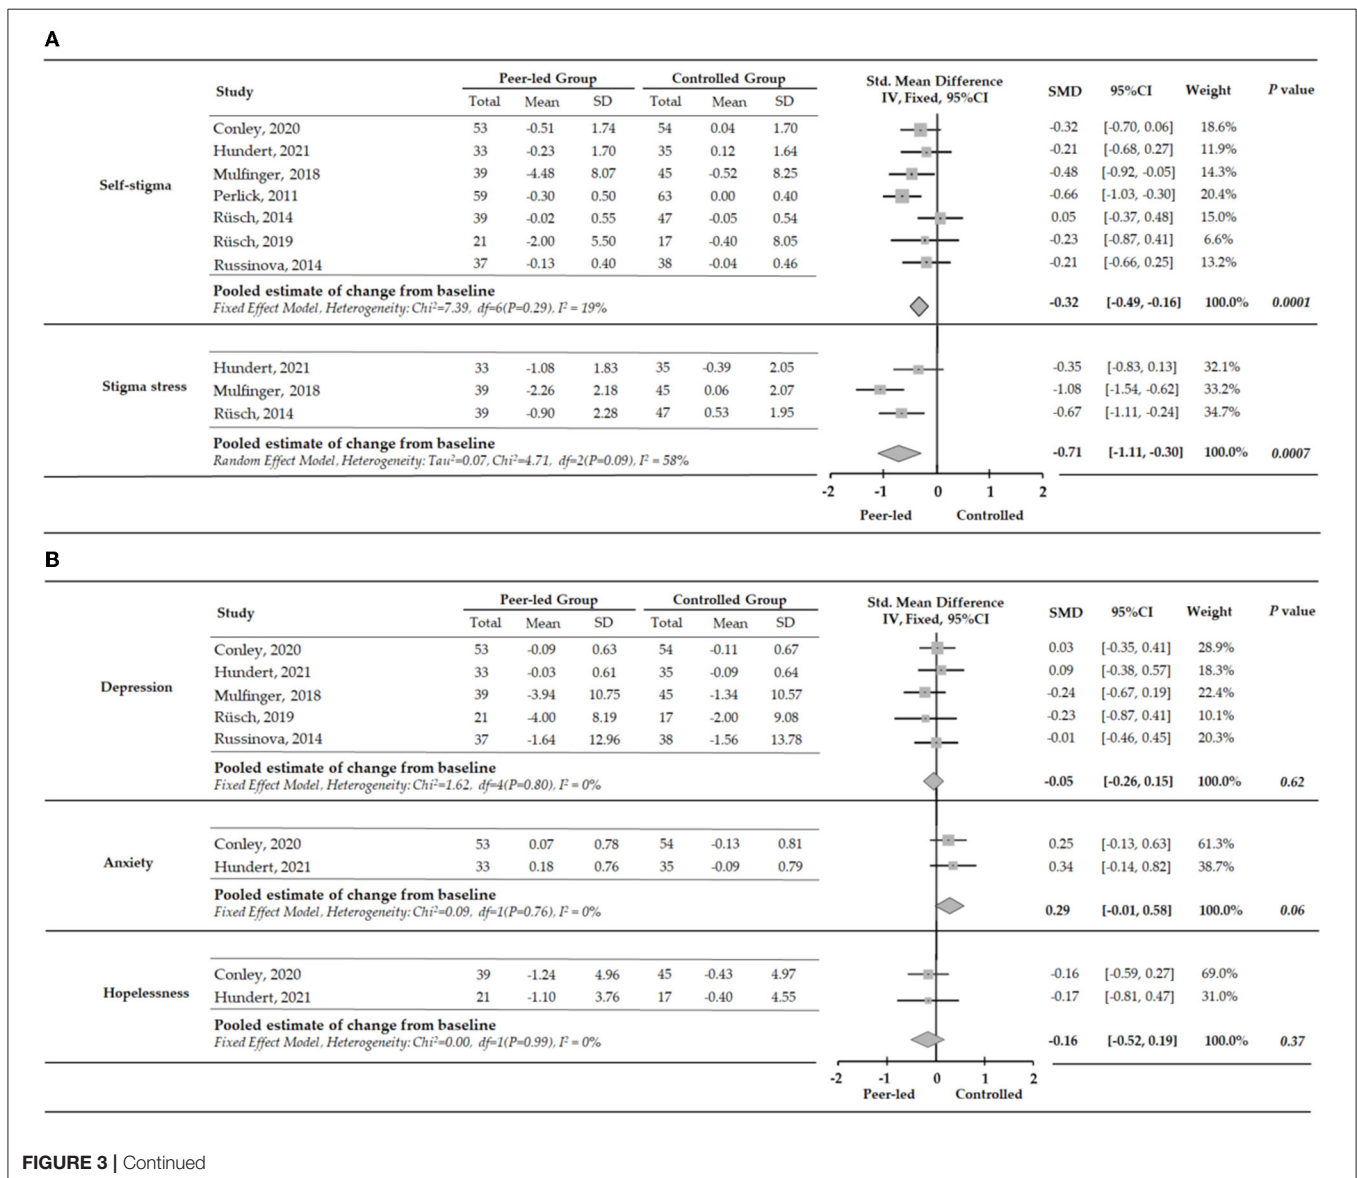 A
Study Peer-led Group Controlled Group Std. Mean Difference IV, Fixed, 95%CI SMD 95%CI Weight P value
Total Mean SD Total Mean SD
Self-stigma
Conley, 2020 53 -0.51 1.74 54 0.04 1.70 -0.32 [-0.70, 0.06] 18.6%
Hundert, 2021 33 -0.23 1.70 35 0.12 1.64 -0.21 [-0.68, 0.27] 11.9%
Mulfinger, 2018 39 -4.48 8.07 45 -0.52 8.25 -0.48 [-0.92, -0.05] 14.3%
Perlick, 2011 59 -0.30 0.50 63 0.00 0.40 -0.66 [-1.03, -0.30] 20.4%
Rüsch, 2014 39 -0.02 0.55 47 -0.05 0.54 0.05 [-0.37, 0.48] 15.0%
Rüsch, 2019 21 -2.00 5.50 17 -0.40 8.05 -0.23 [-0.87, 0.41] 6.6%
Russinova, 2014 37 -0.13 0.40 38 -0.04 0.46 -0.21 [-0.66, 0.25] 13.2%
Pooled estimate of change from baseline -0.32 [-0.49, -0.16] 100.0% 0.0001
Fixed Effect Model, Heterogeneity: Chi²=7.39, df=6(P=0.29), I² = 19%
Stigma stress
Hundert, 2021 33 -1.08 1.83 35 -0.39 2.05 -0.35 [-0.83, 0.13] 32.1%
Mulfinger, 2018 39 -2.26 2.18 45 0.06 2.07 -1.08 [-1.54, -0.62] 33.2%
Rüsch, 2014 39 -0.90 2.28 47 0.53 1.95 -0.67 [-1.11, -0.24] 34.7%
Pooled estimate of change from baseline -0.71 [-1.11, -0.30] 100.0% 0.0007
Random Effect Model, Heterogeneity: Tau²=0.07, Chi²=4.71, df=2(P=0.09), I² = 58%
-2 -1 0 1 2
Peer-led Controlled
B
Study Peer-led Group Controlled Group Std. Mean Difference IV, Fixed, 95%CI SMD 95%CI Weight P value
Total Mean SD Total Mean SD
Depression
Conley, 2020 53 -0.09 0.63 54 -0.11 0.67 0.03 [-0.35, 0.41] 28.9%
Hundert, 2021 33 -0.03 0.61 35 -0.09 0.64 0.09 [-0.38, 0.57] 18.3%
Mulfinger, 2018 39 -3.94 10.75 45 -1.34 10.57 -0.24 [-0.67, 0.19] 22.4%
Rüsch, 2019 21 -4.00 8.19 17 -2.00 9.08 -0.23 [-0.87, 0.41] 10.1%
Russinova, 2014 37 -1.64 12.96 38 -1.56 13.78 -0.01 [-0.46, 0.45] 20.3%
Pooled estimate of change from baseline -0.05 [-0.26, 0.15] 100.0% 0.62
Fixed Effect Model, Heterogeneity: Chi²=1.62, df=4(P=0.80), I² = 0%
Anxiety
Conley, 2020 53 0.07 0.78 54 -0.13 0.81 0.25 [-0.13, 0.63] 61.3%
Hundert, 2021 33 0.18 0.76 35 -0.09 0.79 0.34 [-0.14, 0.82] 38.7%
Pooled estimate of change from baseline 0.29 [-0.01, 0.58] 100.0% 0.06
Fixed Effect Model, Heterogeneity: Chi²=0.09, df=1(P=0.76), I² = 0%
Hopelessness
Conley, 2020 39 -1.24 4.96 45 -0.43 4.97 -0.16 [-0.59, 0.27] 69.0%
Hundert, 2021 21 -1.10 3.76 17 -0.40 4.55 -0.17 [-0.81, 0.47] 31.0%
Pooled estimate of change from baseline -0.16 [-0.52, 0.19] 100.0% 0.37
Fixed Effect Model, Heterogeneity: Chi²=0.00, df=1(P=0.99), I² = 0%
-2 -1 0 1 2
Peer-led Controlled
FIGURE 3 | Continued